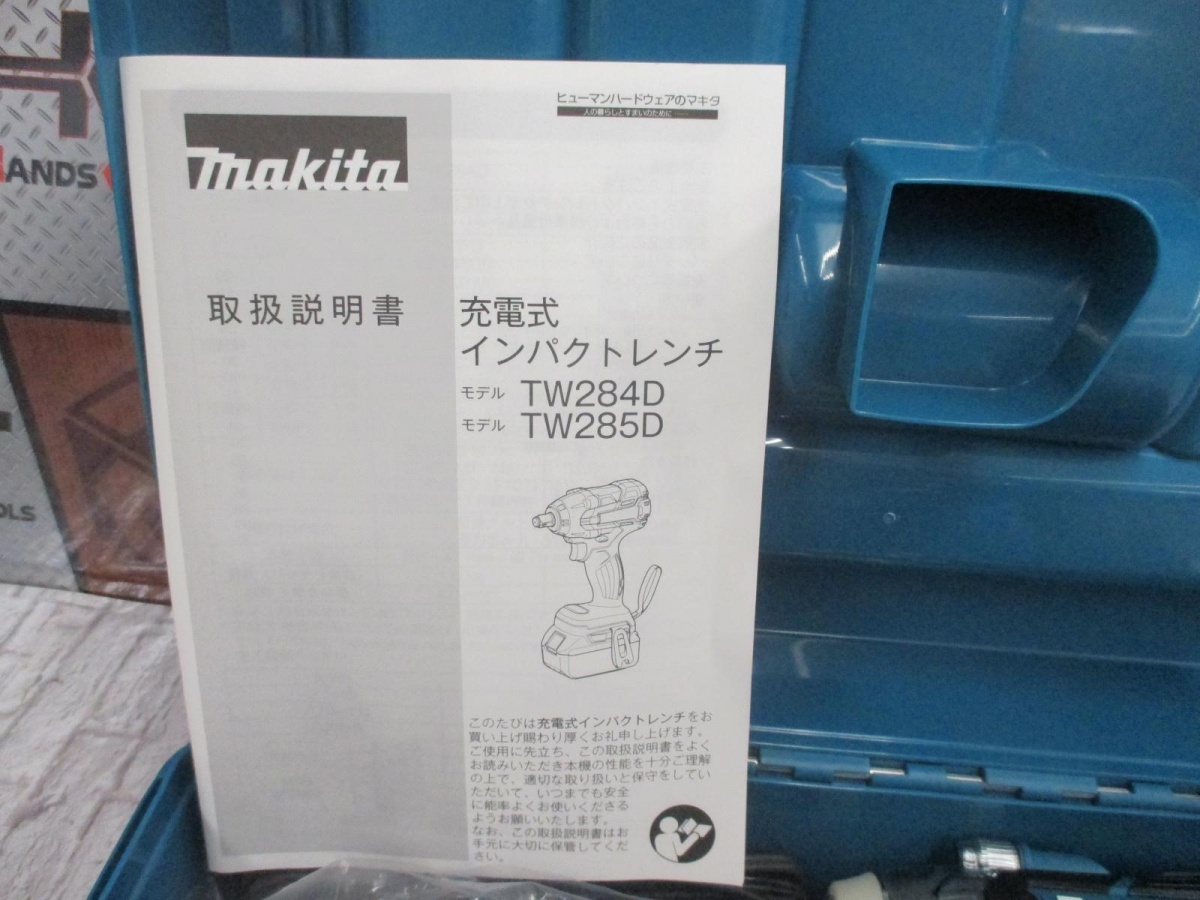 ヒューマンハードウェアのマキタ
人の暮らしとすまいのために
makita
取扱説明書
充電式
インパクトレンチ
モデル TW284D
モデル TW285D
このたびは充電式インパクトレンチをお
買い上げ賜わり厚くお礼申し上げます。
ご使用に先立ち、この取扱説明書をよく
お読みいただき本機の性能を十分ご理解
の上で、適切な取り扱いと保守をしてい
ただいて、いつまでも安全
に能率よくお使いくださる
ようお願いいたします。
なお、この取扱説明書はお
手元に大切に保管してくだ
さい。
HANDS
OLS